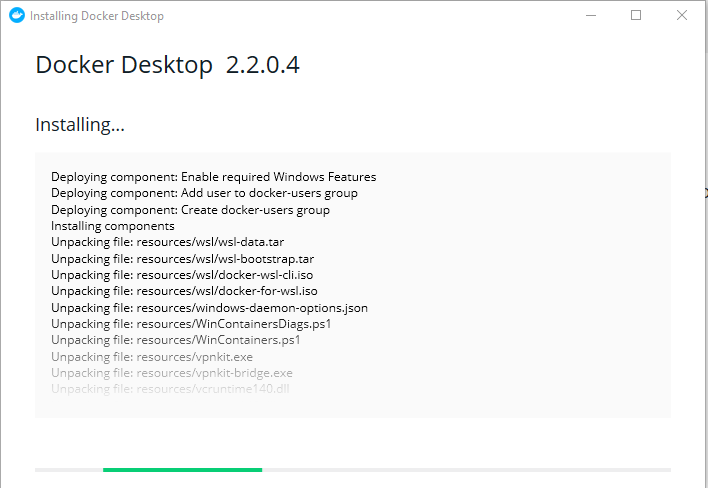 Installing Docker Desktop
Docker Desktop 2.2.0.4
Installing...
Deploying component: Enable required Windows Features
Deploying component: Add user to docker-users group
Deploying component: Create docker-users group
Installing components
Unpacking file: resources/wsl/wsl-data.tar
Unpacking file: resources/wsl/wsl-bootstrap.tar
Unpacking file: resources/wsl/docker-wsl-cli.iso
Unpacking file: resources/wsl/docker-for-wsl.iso
Unpacking file: resources/windows-daemon-options.json
Unpacking file: resources/WinContainersDiags.ps1
Unpacking file: resources/WinContainers.ps1
Unpacking file: resources/vpnkit.exe
Unpacking file: resources/vpnkit-bridge.exe
Unpacking file: resources/vcruntime140.dll